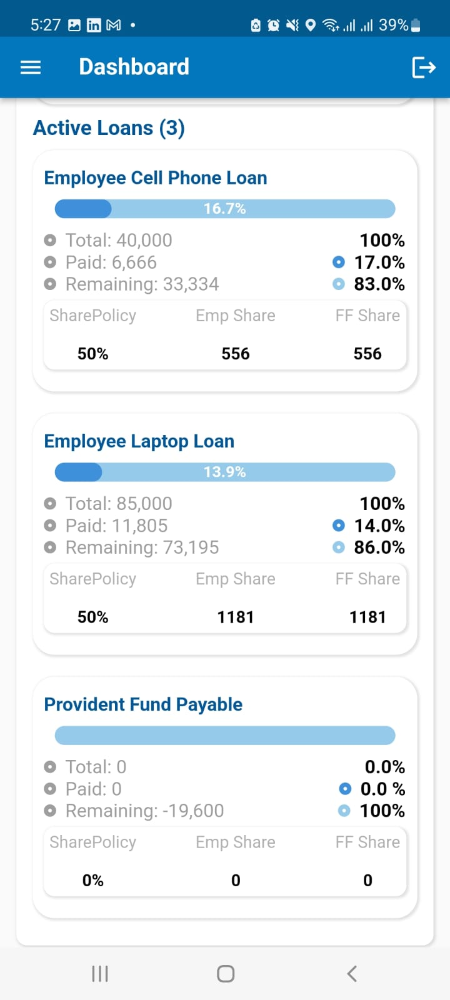 5:27 39%
Dashboard
Active Loans (3)
Employee Cell Phone Loan
16.7%
Total: 40,000 100%
Paid: 6,666 17.0%
Remaining: 33,334 83.0%
SharePolicy Emp Share FF Share
50% 556 556
Employee Laptop Loan
13.9%
Total: 85,000 100%
Paid: 11,805 14.0%
Remaining: 73,195 86.0%
SharePolicy Emp Share FF Share
50% 1181 1181
Provident Fund Payable
Total: 0 0.0%
Paid: 0 0.0 %
Remaining: -19,600 100%
SharePolicy Emp Share FF Share
0% 0 0